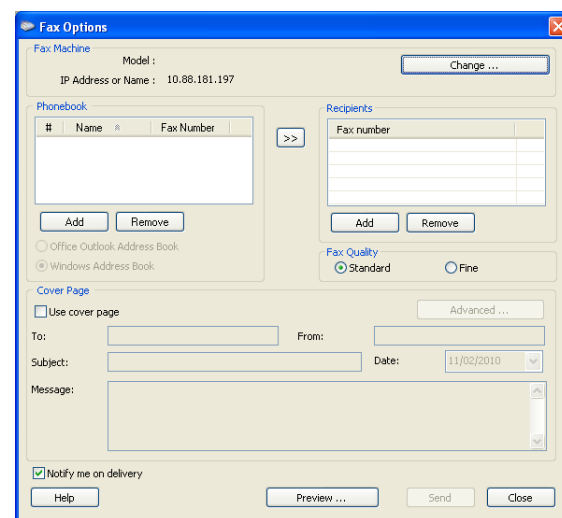 Fax Options
Fax Machine
Model :
Change ...
IP Address or Name : 10.88.181.197
Phonebook
Recipients
# Name Fax Number
>>
Fax number
Add Remove
Add Remove
Office Outlook Address Book
Windows Address Book
Fax Quality
Standard Fine
Cover Page
Use cover page
Advanced ...
To: From:
Subject: Date: 11/02/2010
Message:
Notify me on delivery
Help Preview ... Send Close